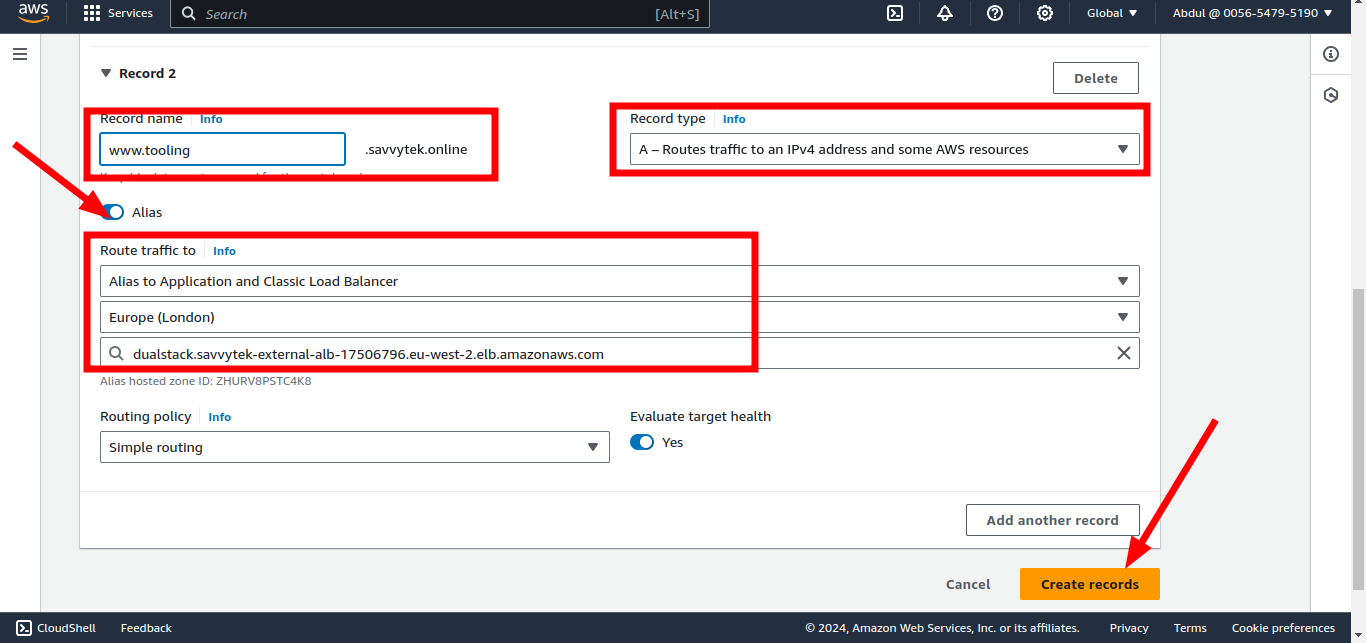 aws Services Search [Alt+S] Global Abdul @ 0056-5479-5190
Record 2
Delete
Record name Info
Record type Info
www.tooling .savvytek.online
A – Routes traffic to an IPv4 address and some AWS resources
Alias
Route traffic to Info
Alias to Application and Classic Load Balancer
Europe (London)
dualstack.savvytek-external-alb-17506796.eu-west-2.elb.amazonaws.com
Alias hosted zone ID: ZHURV8PSTC4K8
Routing policy Info
Evaluate target health
Simple routing
Yes
Add another record
Cancel Create records
CloudShell Feedback © 2024, Amazon Web Services, Inc. or its affiliates. Privacy Terms Cookie preferences